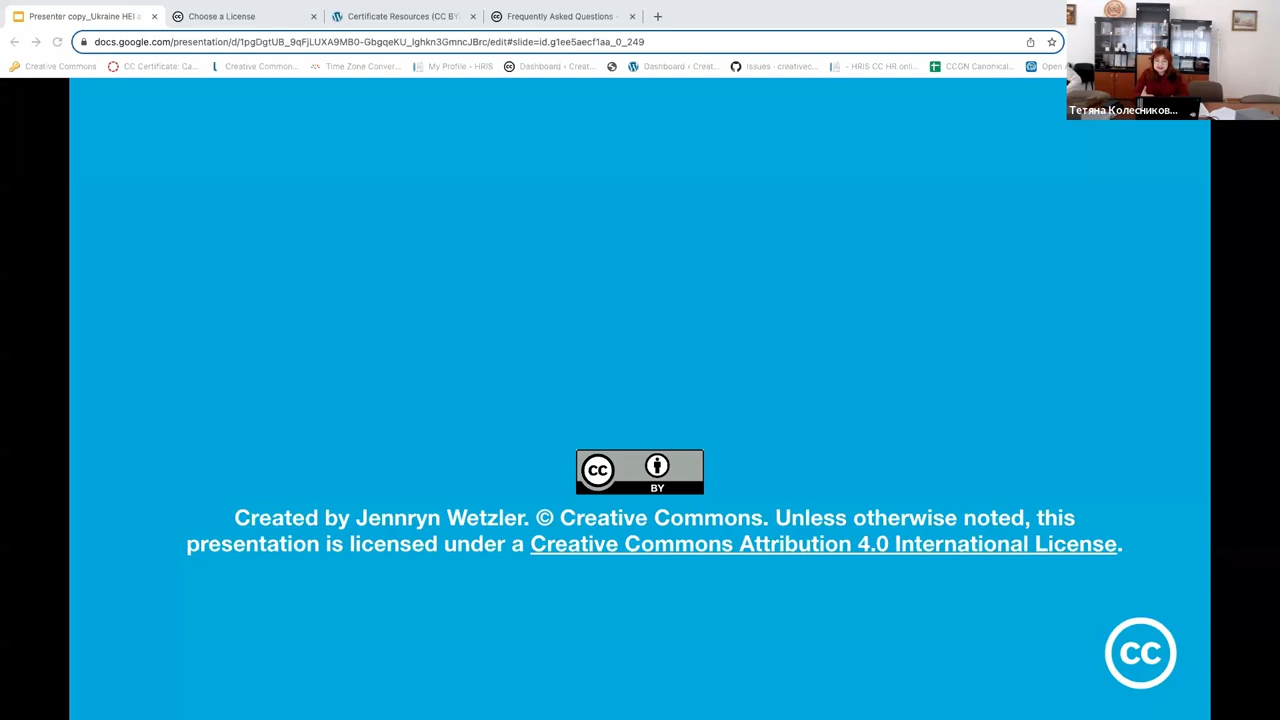 Presenter copy_Ukraine HEI a
Choose a License
Certificate Resources (CC BY
Frequently Asked Questions -
docs.google.com/presentation/d/1pgDgtUB_9qFjLUXA9MB0-GbgqeKU_lghkn3GmncJBrc/edit#slide=id.g1ee5aecf1aa_0_249
Creative Commons
CC Certificate: Ca...
Creative Common...
Time Zone Conver...
My Profile - HRIS
Dashboard ‹ Creat...
Dashboard ‹ Creat...
Issues · creativec...
- HRIS CC HR onli...
CCGN Canonical...
Open
Тетяна Колесников...
CC BY
Created by Jennryn Wetzler. © Creative Commons. Unless otherwise noted, this
presentation is licensed under a Creative Commons Attribution 4.0 International License.
CC